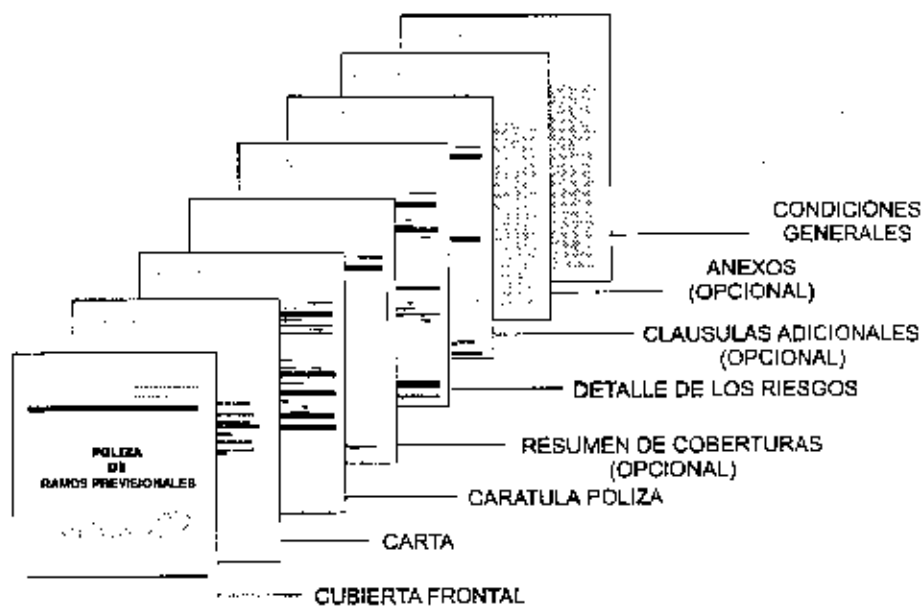 CONDICIONES
GENERALES
ANEXOS
(OPCIONAL)
CLAUSULAS ADICIONALES
(OPCIONAL)
DETALLE DE LOS RIESGOS
RESUMEN DE COBERTURAS
(OPCIONAL)
CARATULA POLIZA
CARTA
CUBIERTA FRONTAL
POLIZA
DE
RAMOS PREVISIONALES